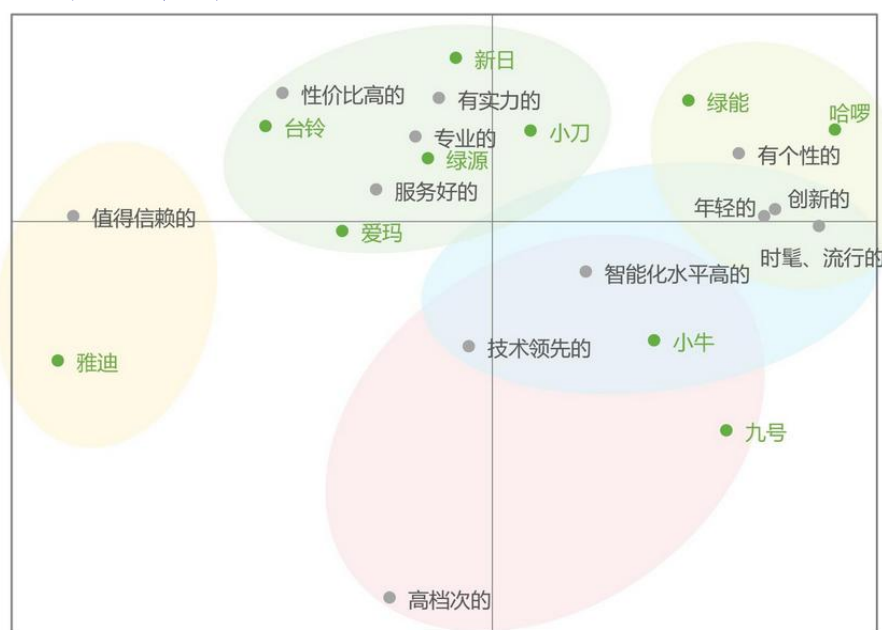 新日
性价比高的
有实力的
绿能
台铃
专业的
小刀
哈啰
绿源
有个性的
服务好的
年轻的
创新的
值得信赖的
爱玛
时髦、流行的
智能化水平高的
技术领先的
小牛
雅迪
九号
高档次的